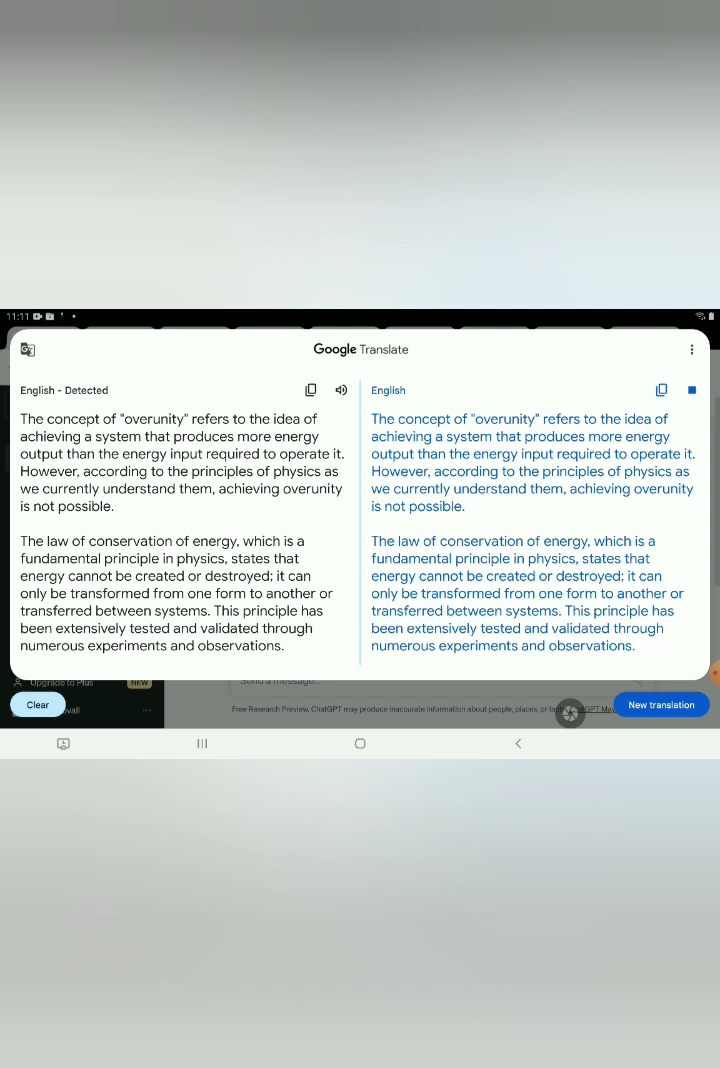 11:11
Google Translate
English - Detected
The concept of "overunity" refers to the idea of
achieving a system that produces more energy
output than the energy input required to operate it.
However, according to the principles of physics as
we currently understand them, achieving overunity
is not possible.
The law of conservation of energy, which is a
fundamental principle in physics, states that
energy cannot be created or destroyed; it can
only be transformed from one form to another or
transferred between systems. This principle has
been extensively tested and validated through
numerous experiments and observations.
English
The concept of "overunity" refers to the idea of
achieving a system that produces more energy
output than the energy input required to operate it.
However, according to the principles of physics as
we currently understand them, achieving overunity
is not possible.
The law of conservation of energy, which is a
fundamental principle in physics, states that
energy cannot be created or destroyed; it can
only be transformed from one form to another or
transferred between systems. This principle has
been extensively tested and validated through
numerous experiments and observations.
Upgrade to Plus NEW
Send a message...
Clear
Free Research Preview. ChatGPT may produce inaccurate information about people, places, or May
New translation